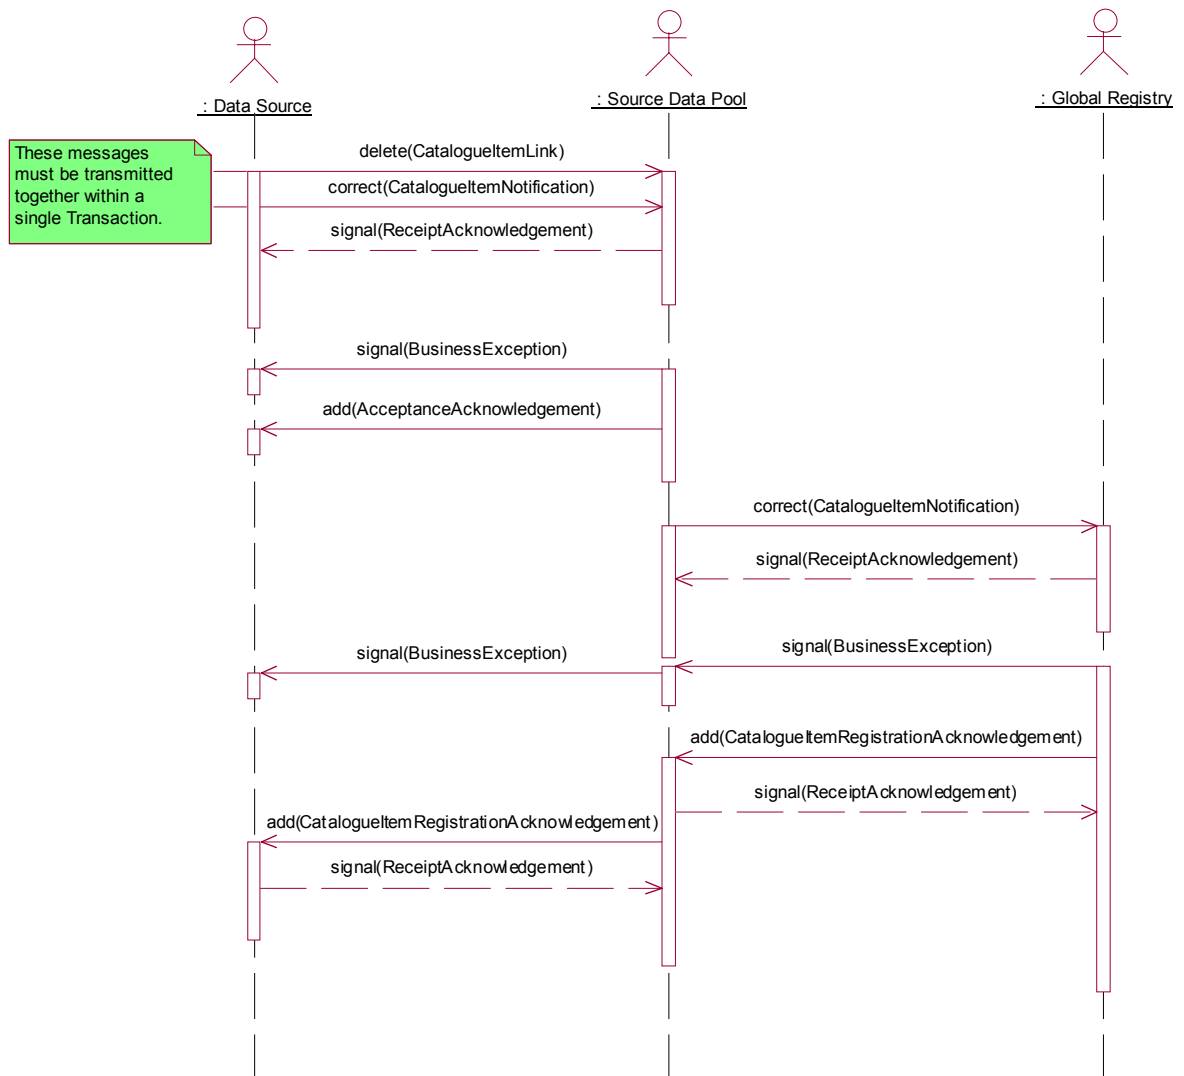 : Data Source
: Source Data Pool
: Global Registry
These messages
must be transmitted
together within a
single Transaction.
delete(CatalogueItemLink)
correct(CatalogueItemNotification)
signal(ReceiptAcknowledgement)
signal(BusinessException)
add(AcceptanceAcknowledgement)
correct(CatalogueItemNotification)
signal(ReceiptAcknowledgement)
signal(BusinessException)
signal(BusinessException)
add(CatalogueItemRegistrationAcknowledgement)
signal(ReceiptAcknowledgement)
add(CatalogueItemRegistrationAcknowledgement)
signal(ReceiptAcknowledgement)